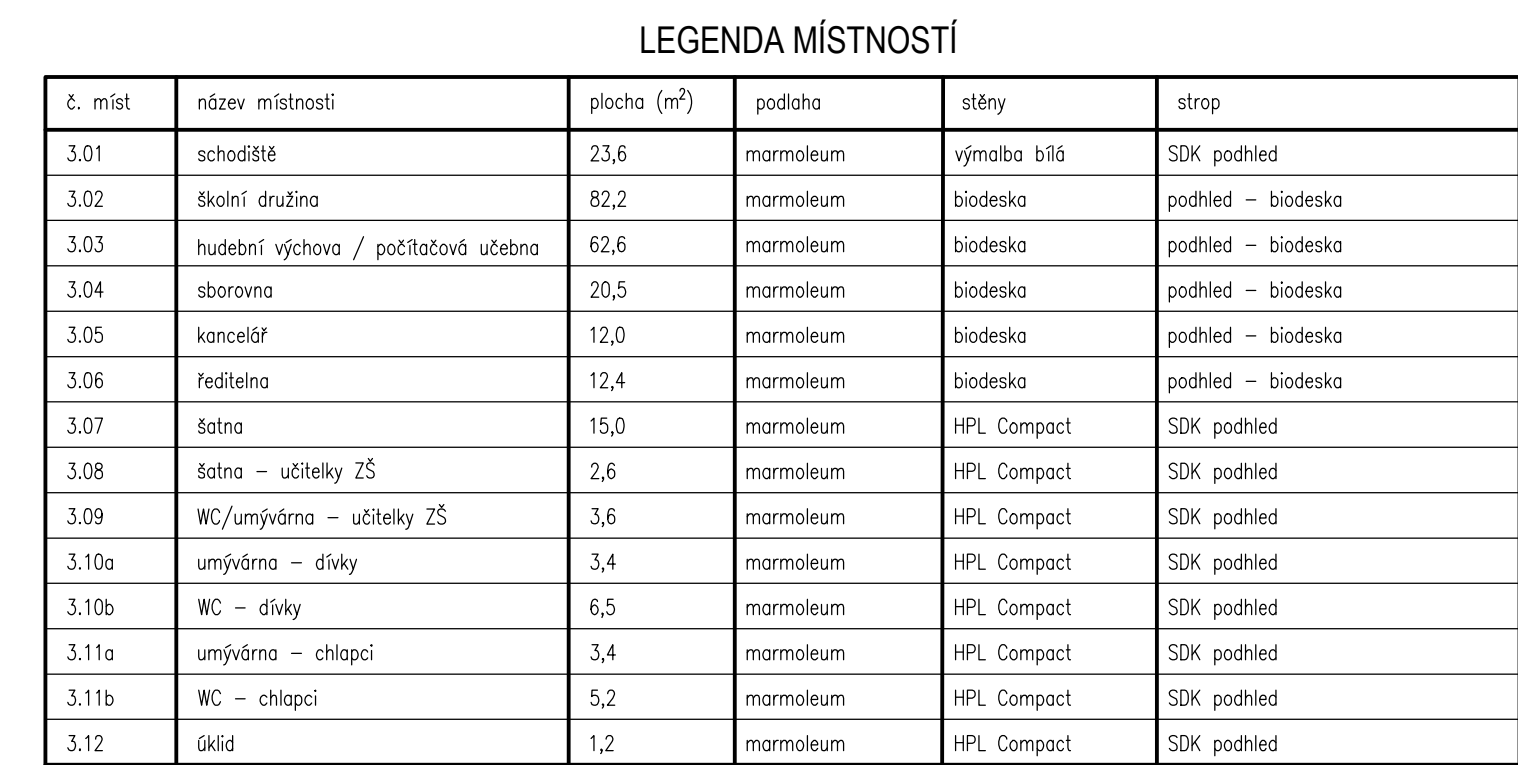 LEGENDA MÍSTNOSTÍ
č. míst název místnosti plocha (m²) podlaha stěny strop
3.01 schodiště 23,6 marmoleum výmalba bílá SDK podhled
3.02 školní družina 82,2 marmoleum biodeska podhled – biodeska
3.03 hudební výchova / počítačová učebna 62,6 marmoleum biodeska podhled – biodeska
3.04 sborovna 20,5 marmoleum biodeska podhled – biodeska
3.05 kancelář 12,0 marmoleum biodeska podhled – biodeska
3.06 ředitelna 12,4 marmoleum biodeska podhled – biodeska
3.07 šatna 15,0 marmoleum HPL Compact SDK podhled
3.08 šatna – učitelky ZŠ 2,6 marmoleum HPL Compact SDK podhled
3.09 WC/umývárna – učitelky ZŠ 3,6 marmoleum HPL Compact SDK podhled
3.10a umývárna – dívky 3,4 marmoleum HPL Compact SDK podhled
3.10b WC – dívky 6,5 marmoleum HPL Compact SDK podhled
3.11a umývárna – chlapci 3,4 marmoleum HPL Compact SDK podhled
3.11b WC – chlapci 5,2 marmoleum HPL Compact SDK podhled
3.12 úklid 1,2 marmoleum HPL Compact SDK podhled